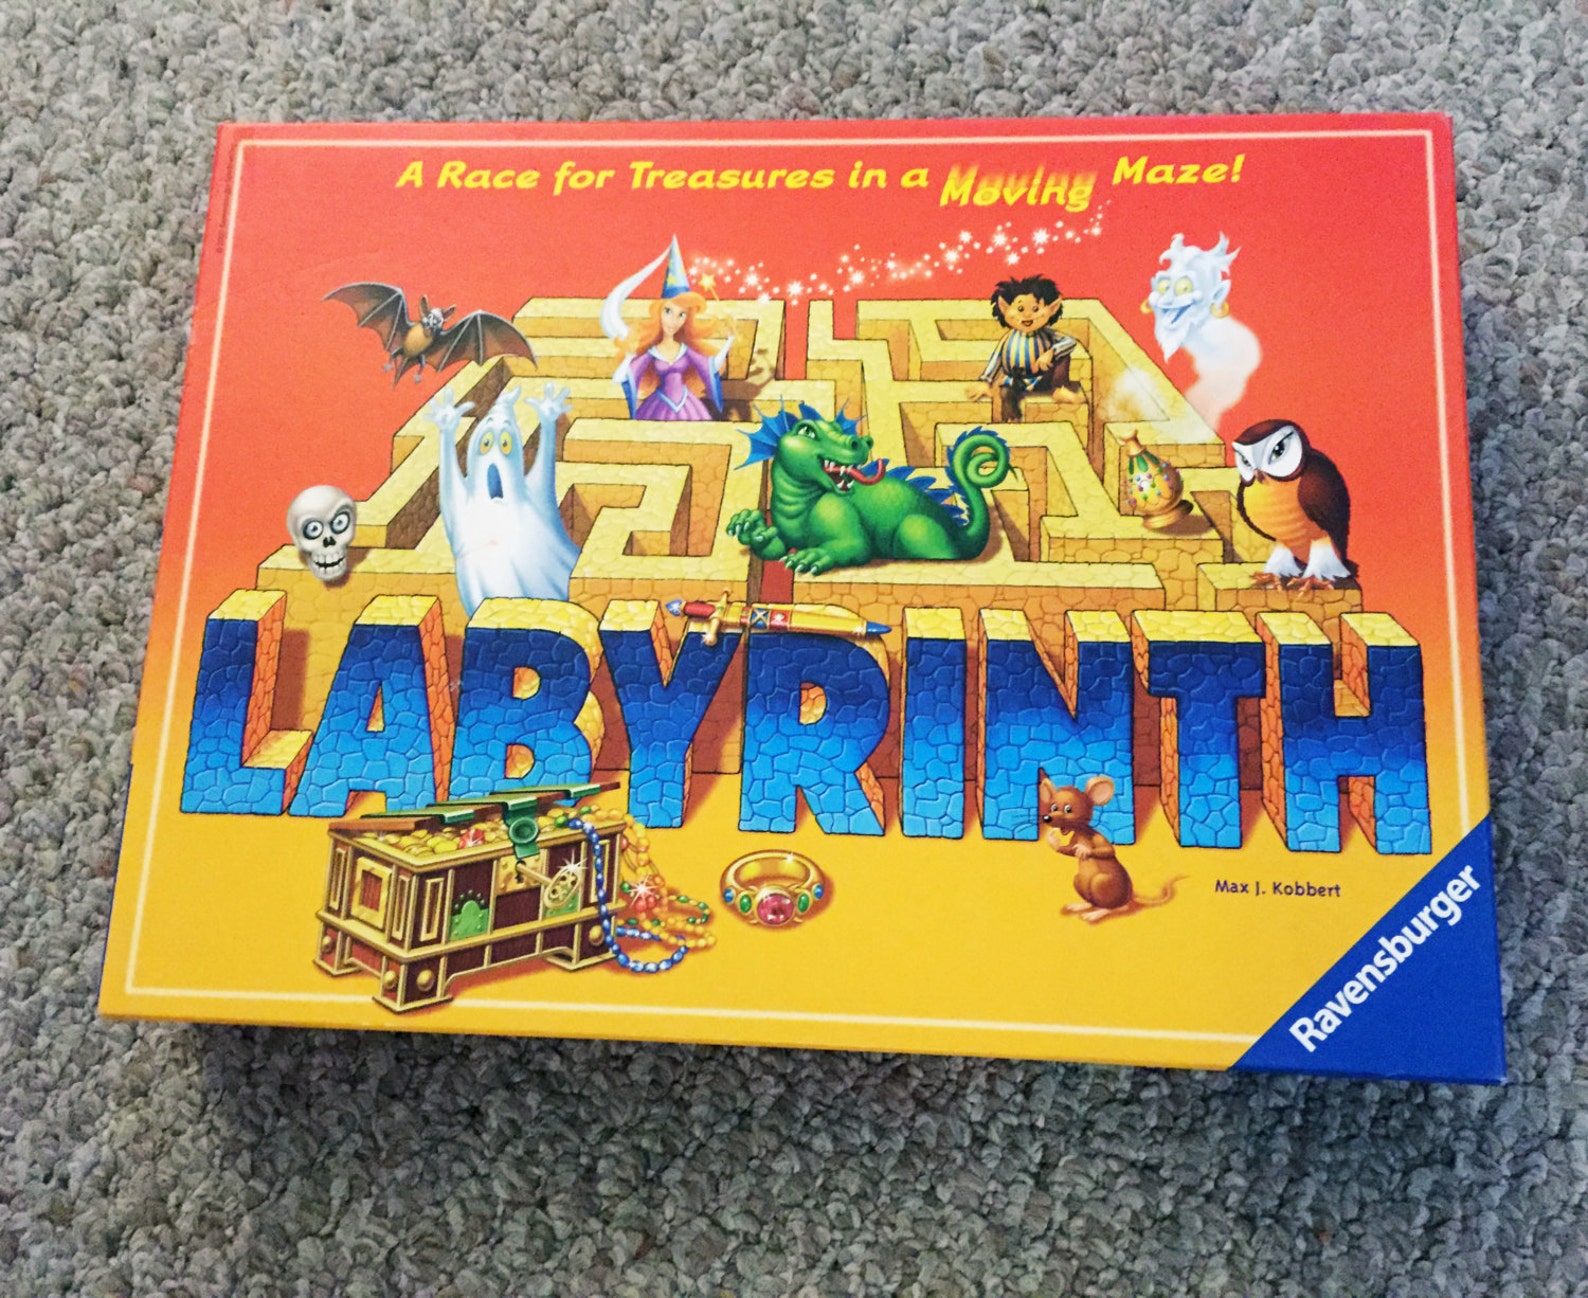 A Race for Treasures in a Moving Maze!
LABYRINTH
Max J. Kobbert
Ravensburger